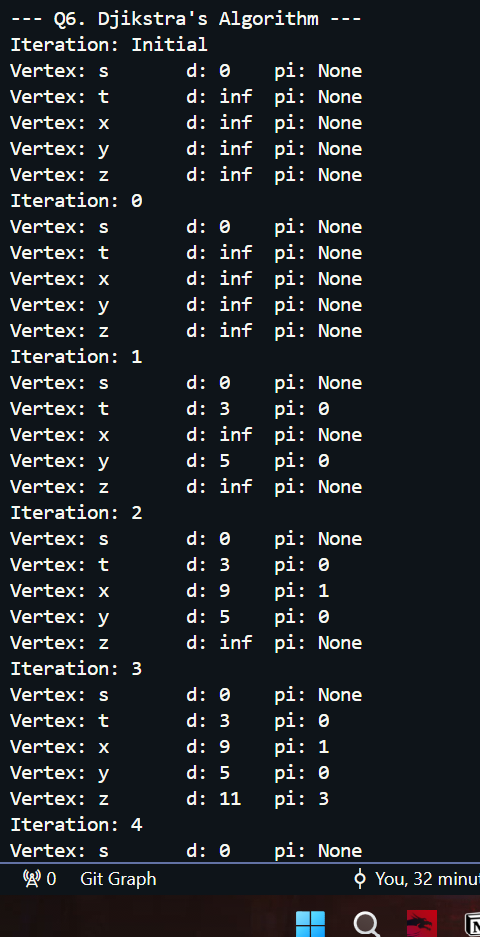 --- Q6. Djikstra's Algorithm ---
Iteration: Initial
Vertex: s d: 0 pi: None
Vertex: t d: inf pi: None
Vertex: x d: inf pi: None
Vertex: y d: inf pi: None
Vertex: z d: inf pi: None
Iteration: 0
Vertex: s d: 0 pi: None
Vertex: t d: inf pi: None
Vertex: x d: inf pi: None
Vertex: y d: inf pi: None
Vertex: z d: inf pi: None
Iteration: 1
Vertex: s d: 0 pi: None
Vertex: t d: 3 pi: 0
Vertex: x d: inf pi: None
Vertex: y d: 5 pi: 0
Vertex: z d: inf pi: None
Iteration: 2
Vertex: s d: 0 pi: None
Vertex: t d: 3 pi: 0
Vertex: x d: 9 pi: 1
Vertex: y d: 5 pi: 0
Vertex: z d: inf pi: None
Iteration: 3
Vertex: s d: 0 pi: None
Vertex: t d: 3 pi: 0
Vertex: x d: 9 pi: 1
Vertex: y d: 5 pi: 0
Vertex: z d: 11 pi: 3
Iteration: 4
Vertex: s d: 0 pi: None
0 Git Graph You, 32